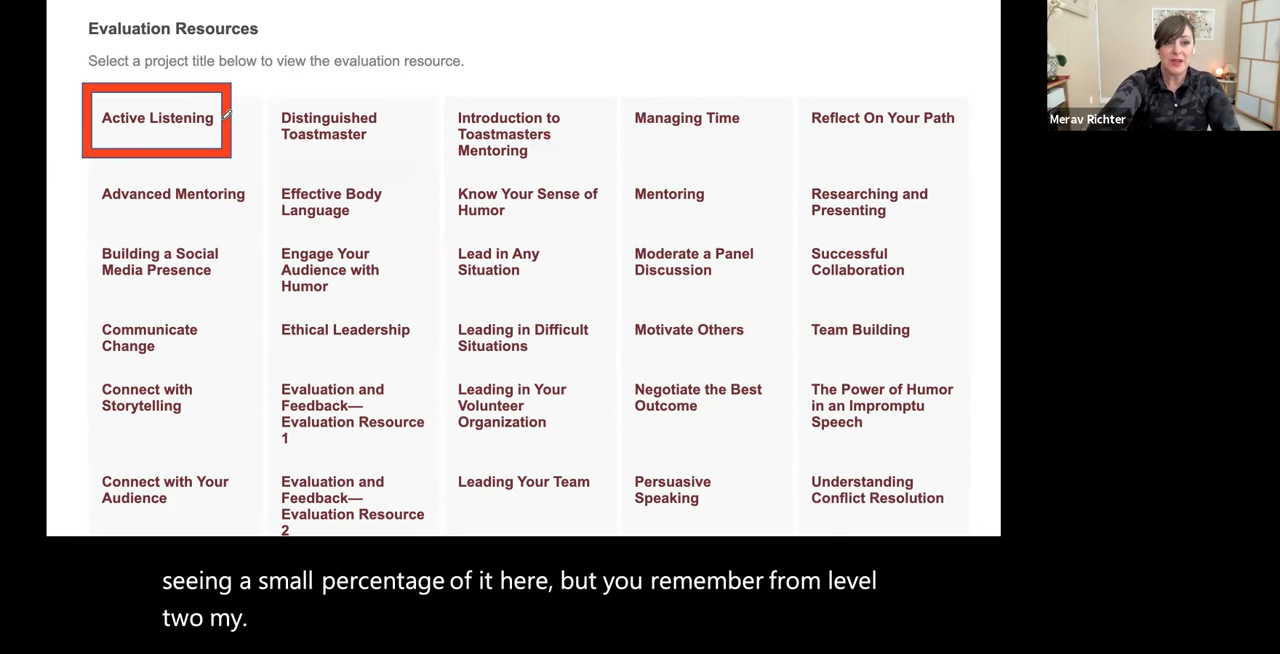 Evaluation Resources
Select a project title below to view the evaluation resource.
Active Listening
Distinguished
Toastmaster
Introduction to
Toastmasters
Mentoring
Managing Time
Reflect On Your Path
Advanced Mentoring
Effective Body
Language
Know Your Sense of
Humor
Mentoring
Researching and
Presenting
Building a Social
Media Presence
Engage Your
Audience with
Humor
Lead in Any
Situation
Moderate a Panel
Discussion
Successful
Collaboration
Communicate
Change
Ethical Leadership
Leading in Difficult
Situations
Motivate Others
Team Building
Connect with
Storytelling
Evaluation and
Feedback—
Evaluation Resource
1
Leading in Your
Volunteer
Organization
Negotiate the Best
Outcome
The Power of Humor
in an Impromptu
Speech
Connect with Your
Audience
Evaluation and
Feedback—
Evaluation Resource
2
Leading Your Team
Persuasive
Speaking
Understanding
Conflict Resolution
Merav Richter
seeing a small percentage of it here, but you remember from level
two my.